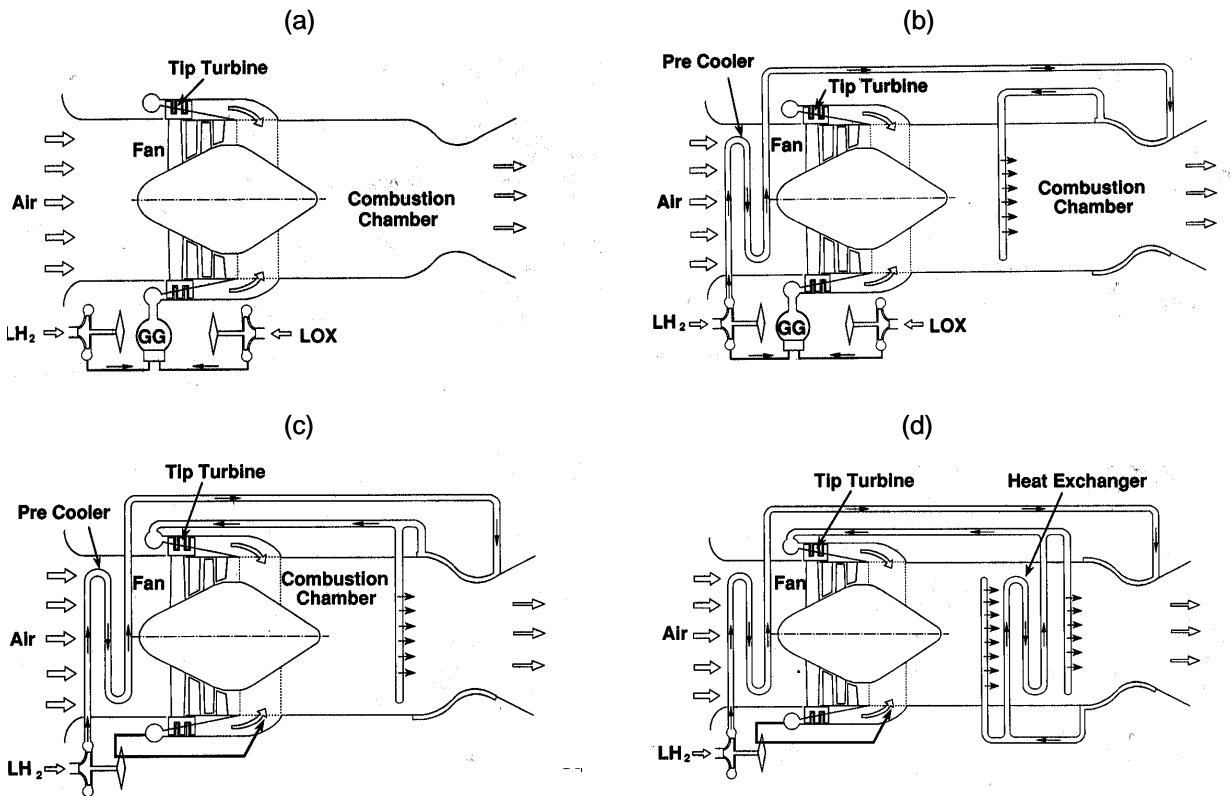 (a)
Tip Turbine
Fan
Air
Combustion
Chamber
LH₂
GG
LOX
(b)
Pre Cooler
Tip Turbine
Fan
Air
Combustion
Chamber
LH₂
GG
LOX
(c)
Tip Turbine
Pre Cooler
Fan
Combustion
Chamber
Air
LH₂
(d)
Tip Turbine
Heat Exchanger
Fan
Air
LH₂